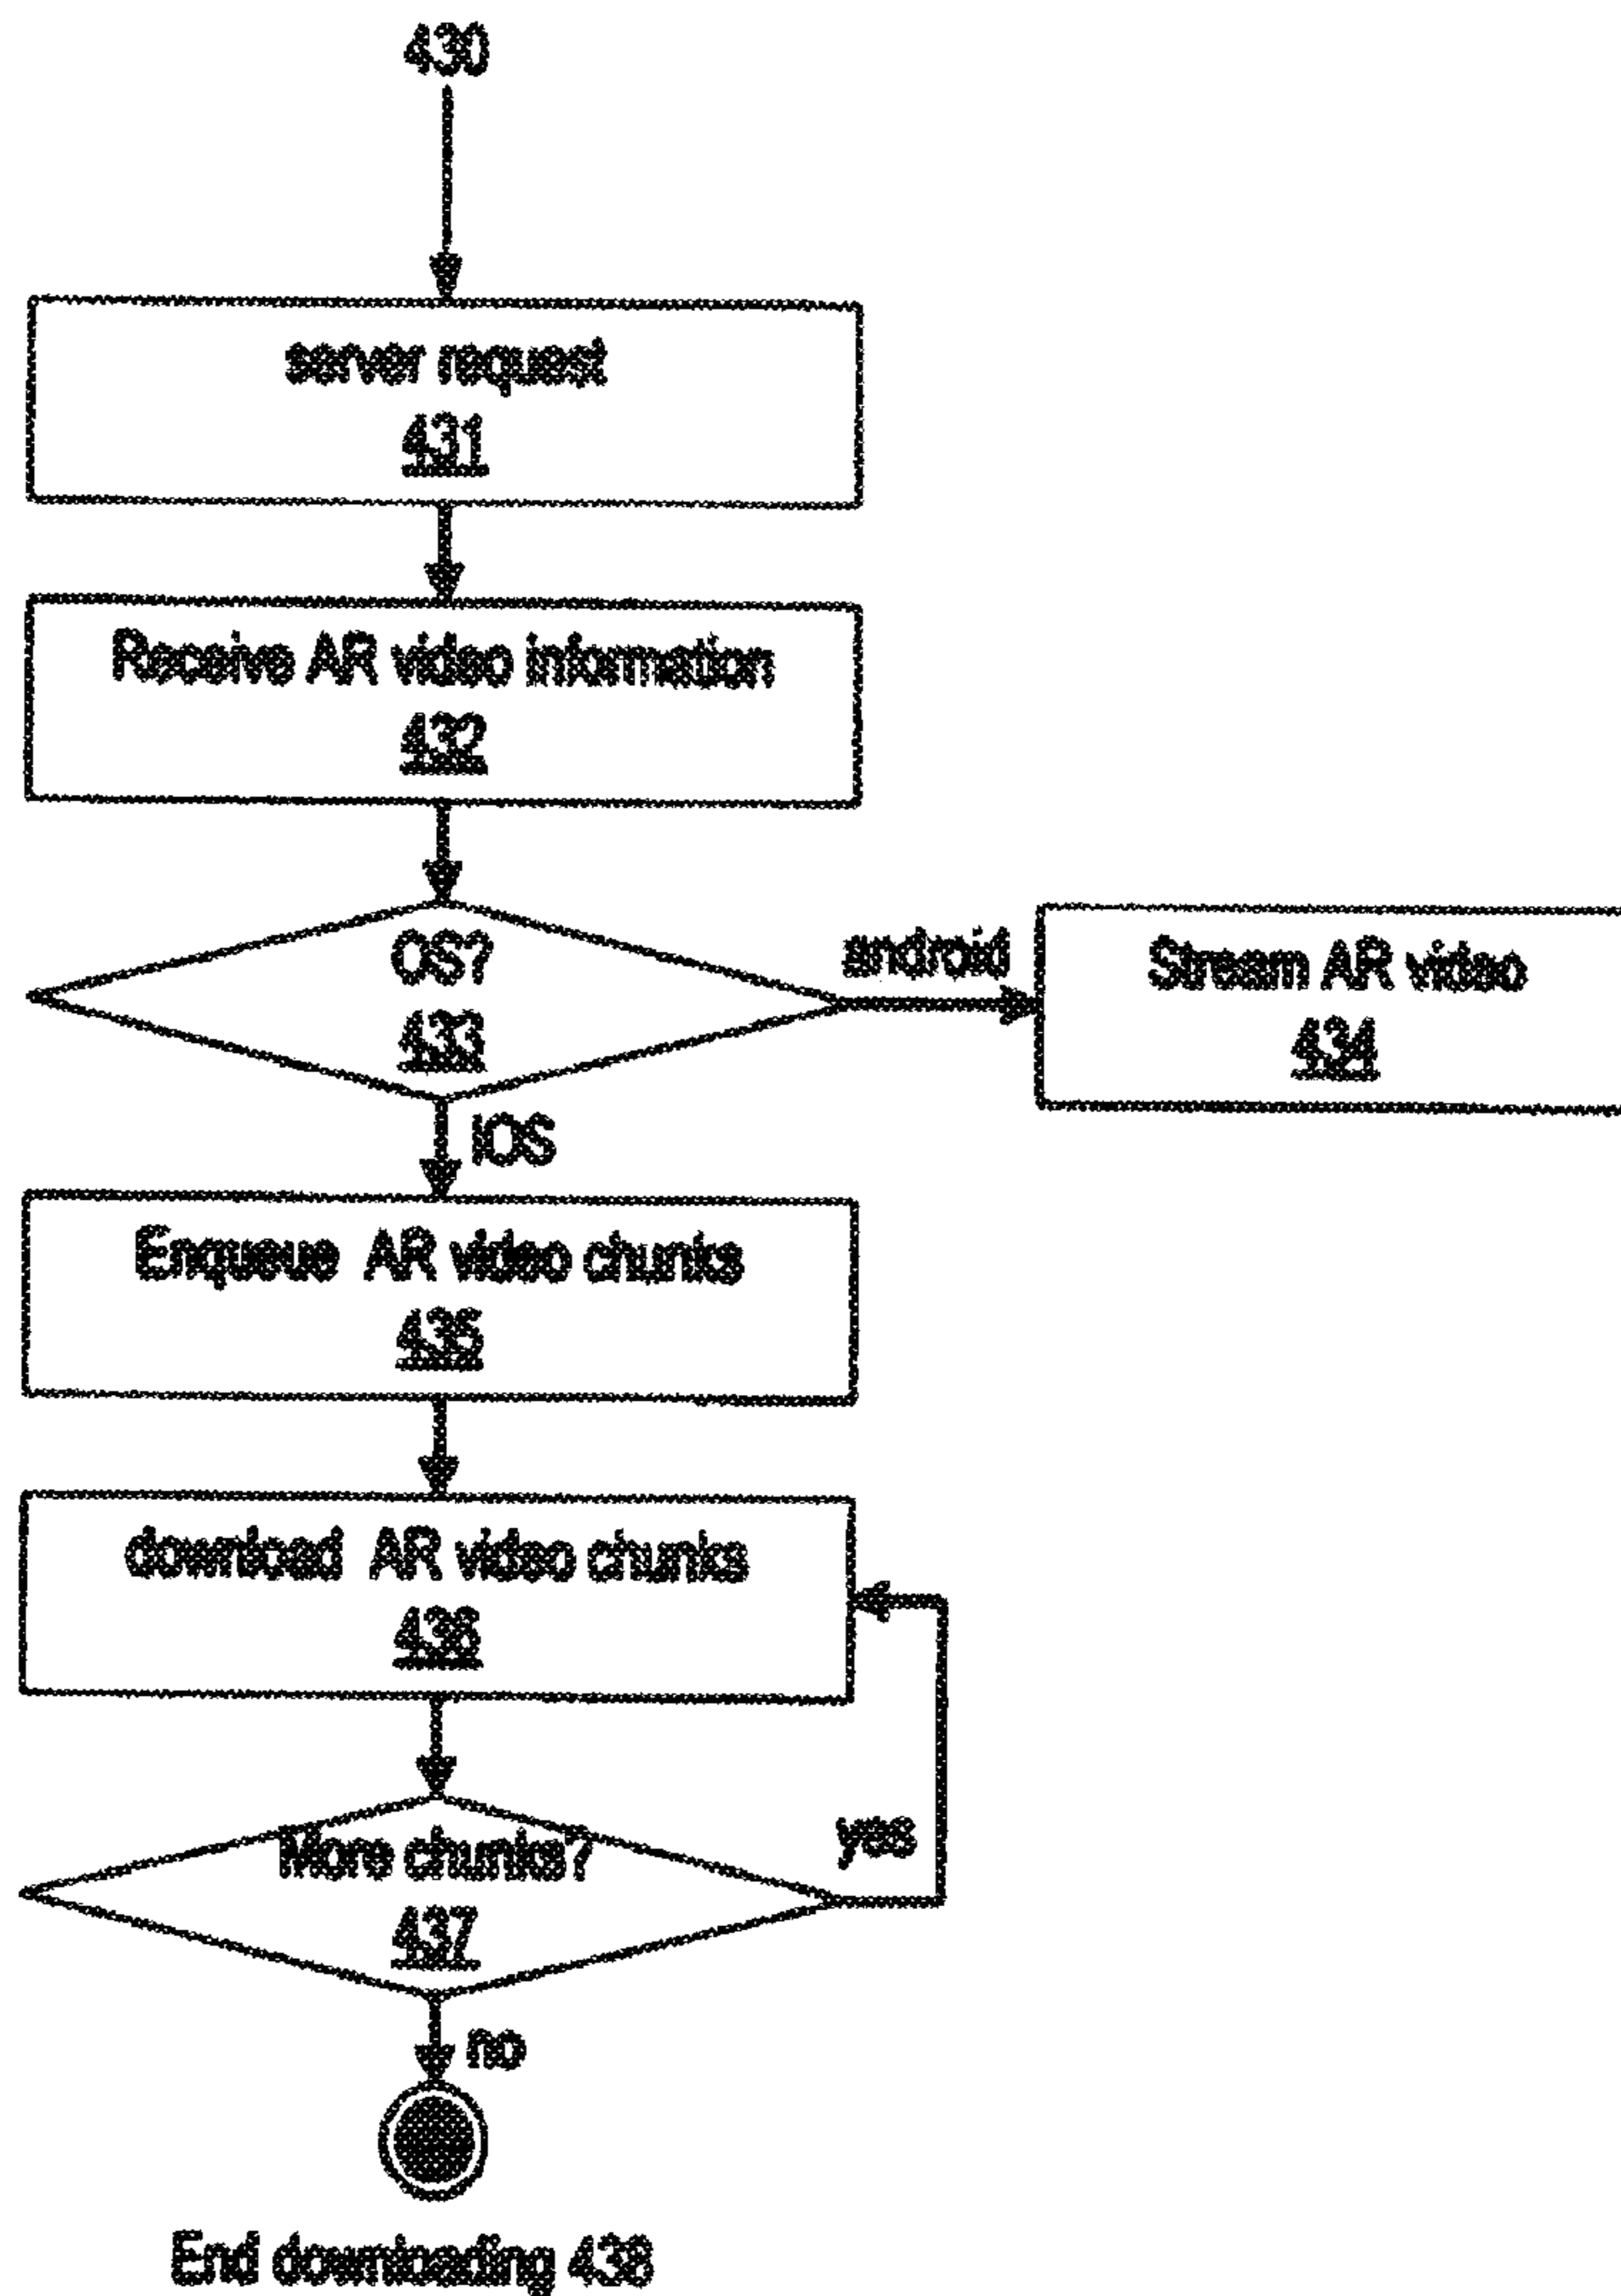 430
server request
431
Receive AR video information
432
OS?
433
android
Stream AR video
434
iOS
Enqueue AR video chunks
435
download AR video chunks
436
More chunks?
437
yes
no
End downloading 438